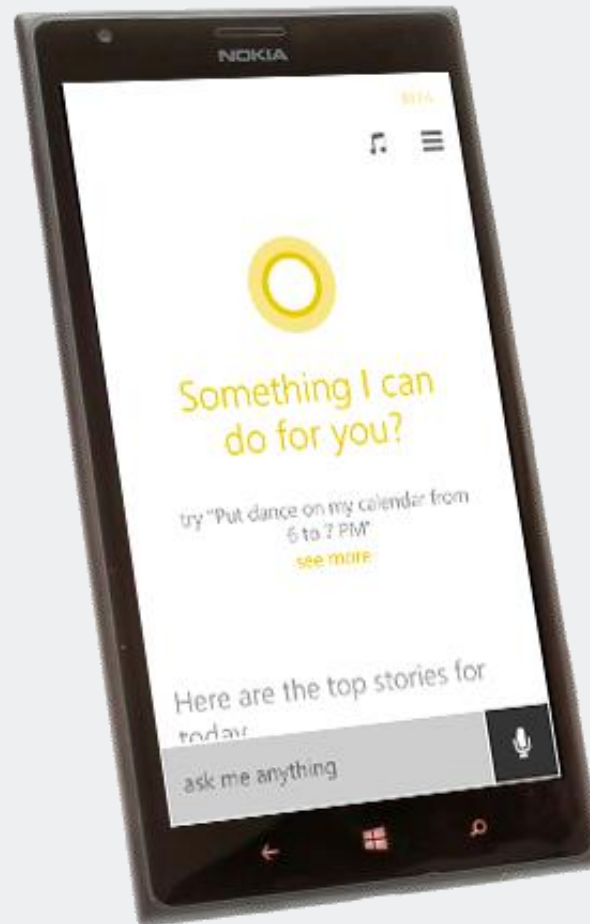 NOKIA
Something I can
do for you?
try "Put dance on my calendar from
6 to 7 PM"
see more
Here are the top stories for
today
ask me anything